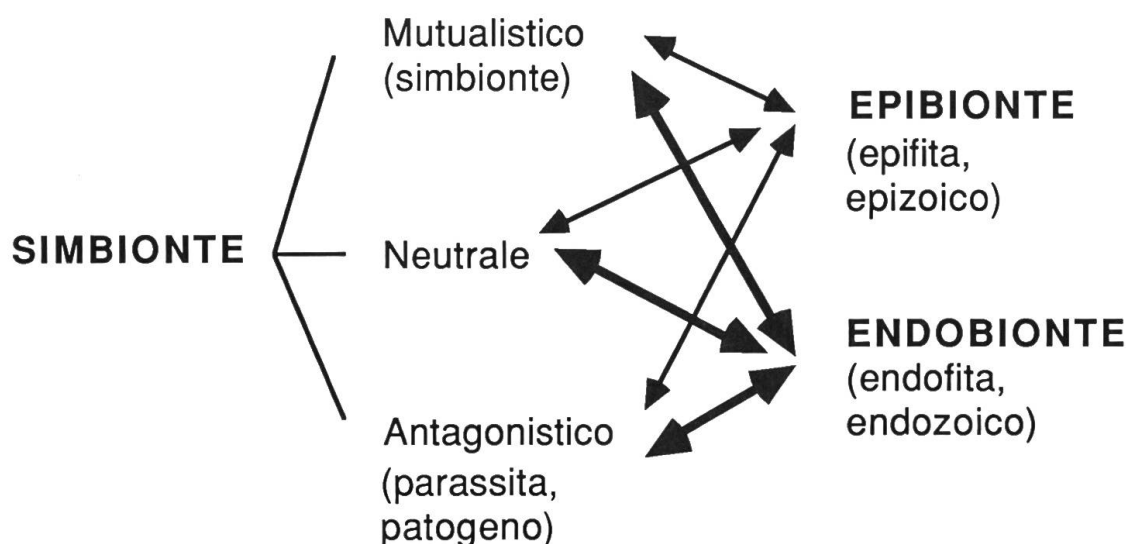 Mutualistico
(simbionte)
EPIBIONTE
(epifita,
epizoico)
SIMBIONTE
Neutrale
ENDOBIONTE
(endofita,
endozoico)
Antagonistico
(parassita,
patogeno)